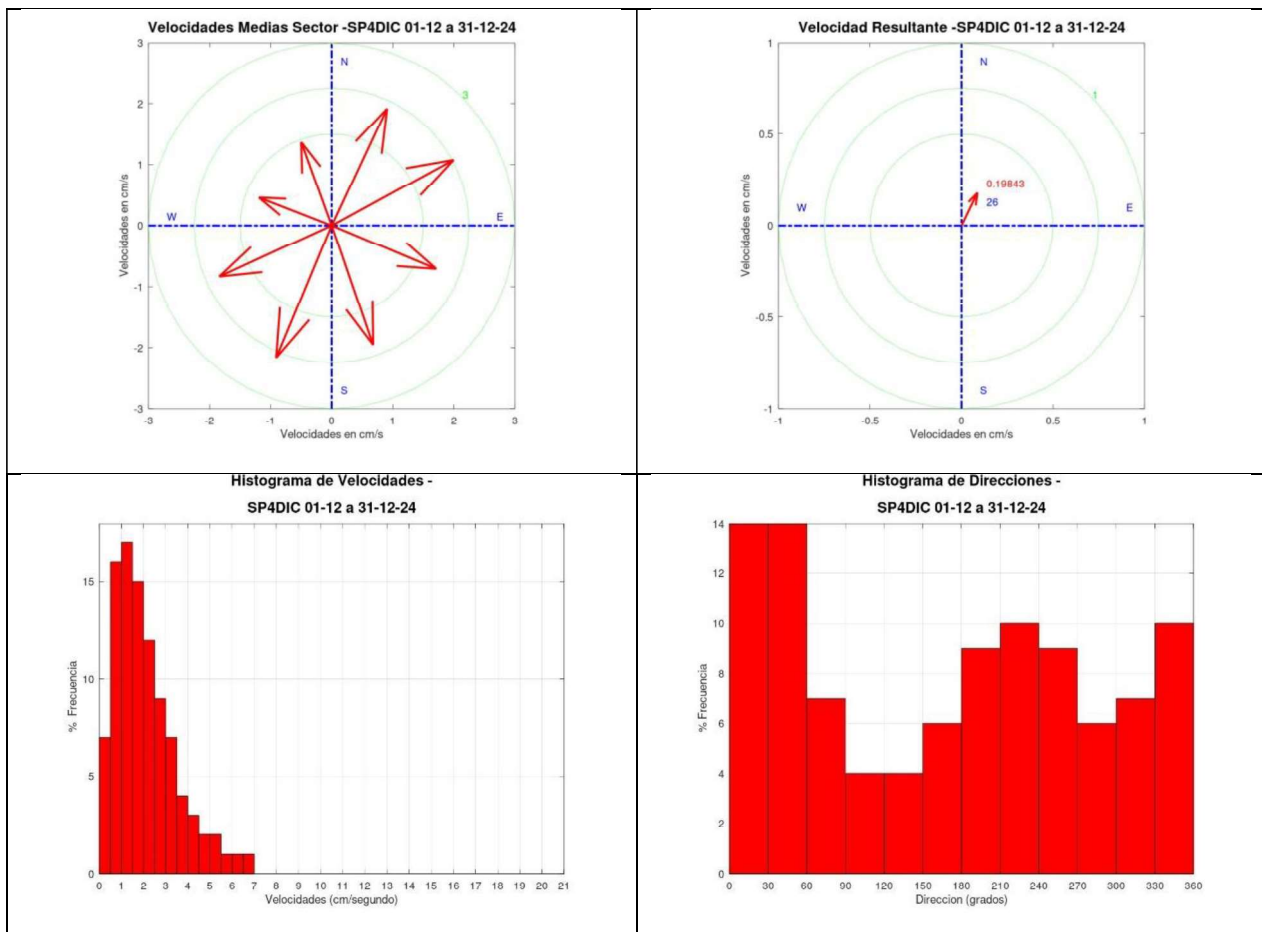 Velocidades Medias Sector -SP4DIC 01-12 a 31-12-24
3
N
3
2
1
Velocidades en cm/s
W
E
0
-1
-2
S
-3
-3 -2 -1 0 1 2 3
Velocidades en cm/s
Velocidad Resultante -SP4DIC 01-12 a 31-12-24
1
N
1
0.5
0.19843
26
Velocidades en cm/s
W
E
0
-0.5
S
-1
-1 -0.5 0 0.5 1
Velocidades en cm/s
Histograma de Velocidades -
SP4DIC 01-12 a 31-12-24
15
10
% Frecuencia
5
0
0 1 2 3 4 5 6 7 8 9 10 11 12 13 14 15 16 17 18 19 20 21
Velocidades (cm/segundo)
Histograma de Direcciones -
SP4DIC 01-12 a 31-12-24
14
12
10
8
% Frecuencia
6
4
2
0
0 30 60 90 120 150 180 210 240 270 300 330 360
Direccion (grados)